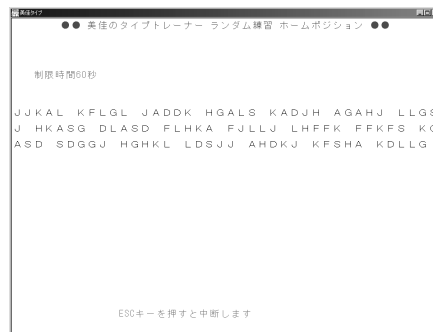 美佳タイプ
●● 美佳のタイプトレーナー ランダム練習 ホームポジション ●●
制限時間60秒
JJKAL KFLGL JADDK HGALS KADJH AGAHJ LLGS
J HKASG DLASD FLHKA FJLLJ LHFFK FFKFS KG
ASD SDGGJ HGHKL LDSJJ AHDKJ KFSHA KDLLG
ESCキーを押すと中断します